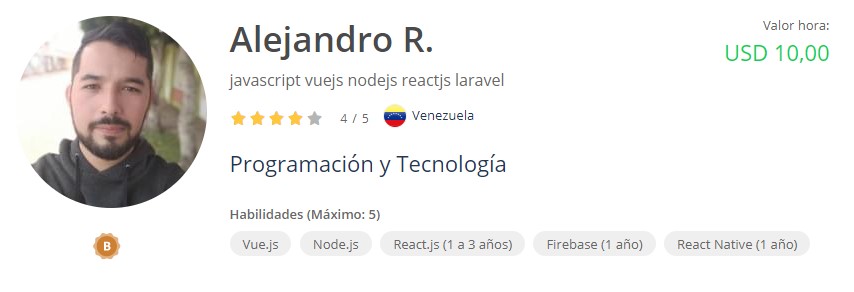 Alejandro R.
Valor hora:
USD 10,00
javascript vuejs nodejs reactjs laravel
4 / 5 Venezuela
Programación y Tecnología
Habilidades (Máximo: 5)
B
Vue.js Node.js React.js (1 a 3 años) Firebase (1 año) React Native (1 año)